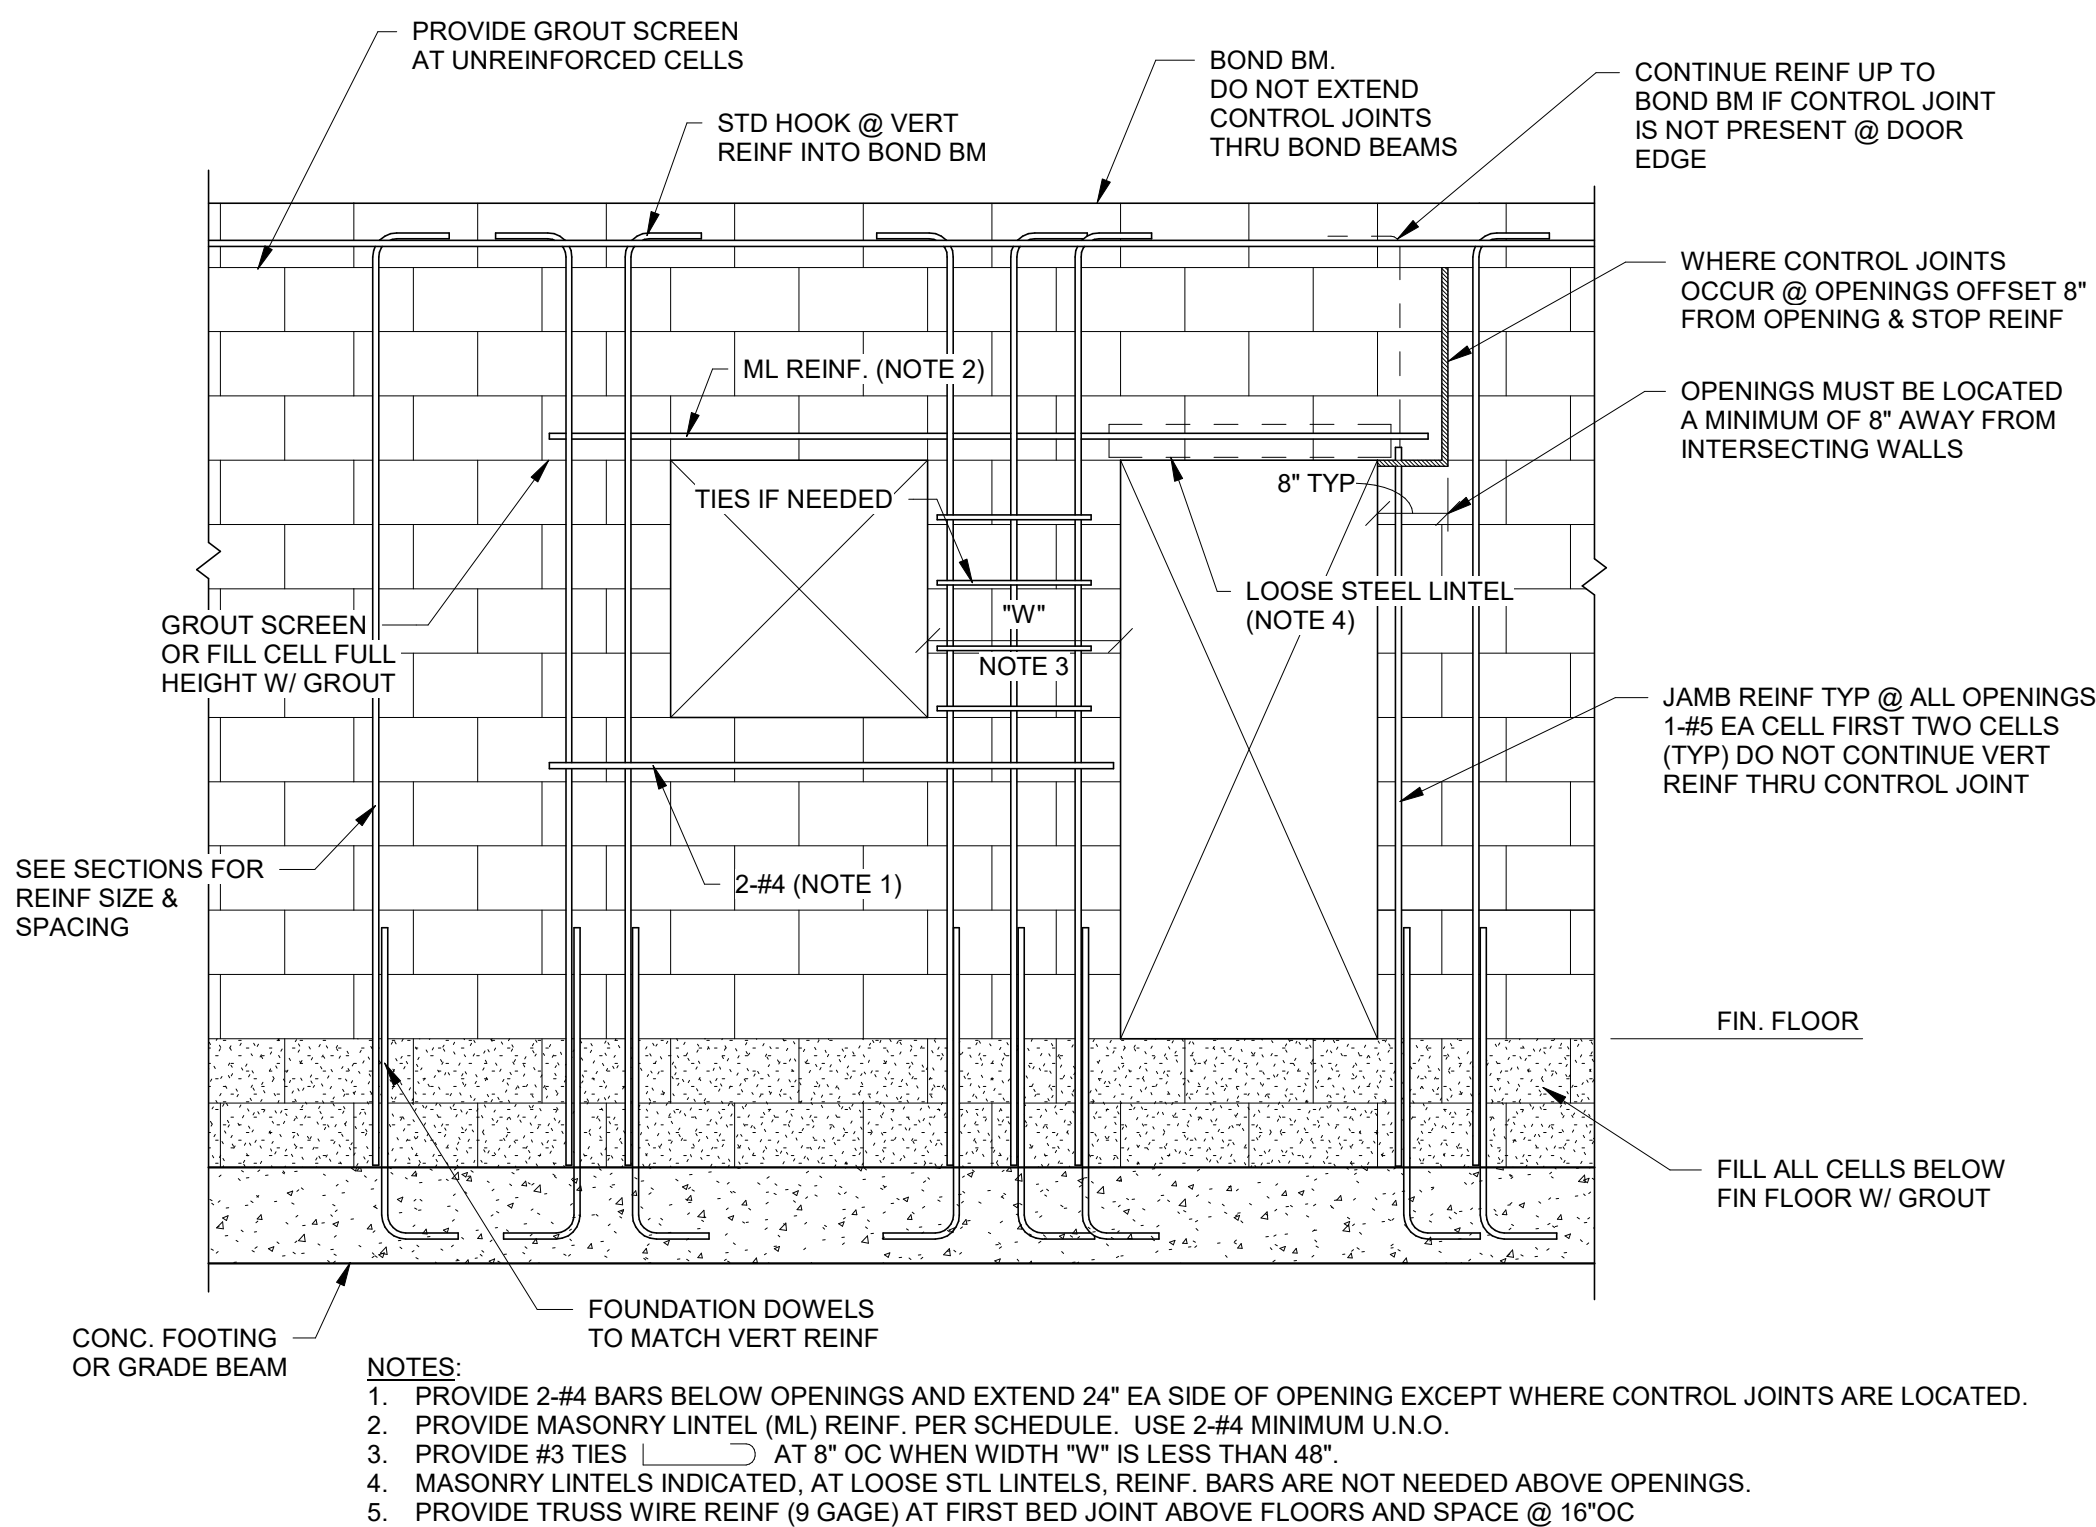 PROVIDE GROUT SCREEN
AT UNREINFORCED CELLS
STD HOOK @ VERT
REINF INTO BOND BM
BOND BM.
DO NOT EXTEND
CONTROL JOINTS
THRU BOND BEAMS
CONTINUE REINF UP TO
BOND BM IF CONTROL JOINT
IS NOT PRESENT @ DOOR
EDGE
WHERE CONTROL JOINTS
OCCUR @ OPENINGS OFFSET 8"
FROM OPENING & STOP REINF
ML REINF. (NOTE 2)
OPENINGS MUST BE LOCATED
A MINIMUM OF 8" AWAY FROM
INTERSECTING WALLS
8" TYP
TIES IF NEEDED
LOOSE STEEL LINTEL
(NOTE 4)
"W"
NOTE 3
GROUT SCREEN
OR FILL CELL FULL
HEIGHT W/ GROUT
JAMB REINF TYP @ ALL OPENINGS
1-#5 EA CELL FIRST TWO CELLS
(TYP) DO NOT CONTINUE VERT
REINF THRU CONTROL JOINT
SEE SECTIONS FOR
REINF SIZE &
SPACING
2-#4 (NOTE 1)
FIN. FLOOR
FILL ALL CELLS BELOW
FIN FLOOR W/ GROUT
FOUNDATION DOWELS
TO MATCH VERT REINF
CONC. FOOTING
OR GRADE BEAM
NOTES:
1. PROVIDE 2-#4 BARS BELOW OPENINGS AND EXTEND 24" EA SIDE OF OPENING EXCEPT WHERE CONTROL JOINTS ARE LOCATED.
2. PROVIDE MASONRY LINTEL (ML) REINF. PER SCHEDULE. USE 2-#4 MINIMUM U.N.O.
3. PROVIDE #3 TIES AT 8" OC WHEN WIDTH "W" IS LESS THAN 48".
4. MASONRY LINTELS INDICATED, AT LOOSE STL LINTELS, REINF. BARS ARE NOT NEEDED ABOVE OPENINGS.
5. PROVIDE TRUSS WIRE REINF (9 GAGE) AT FIRST BED JOINT ABOVE FLOORS AND SPACE @ 16"OC